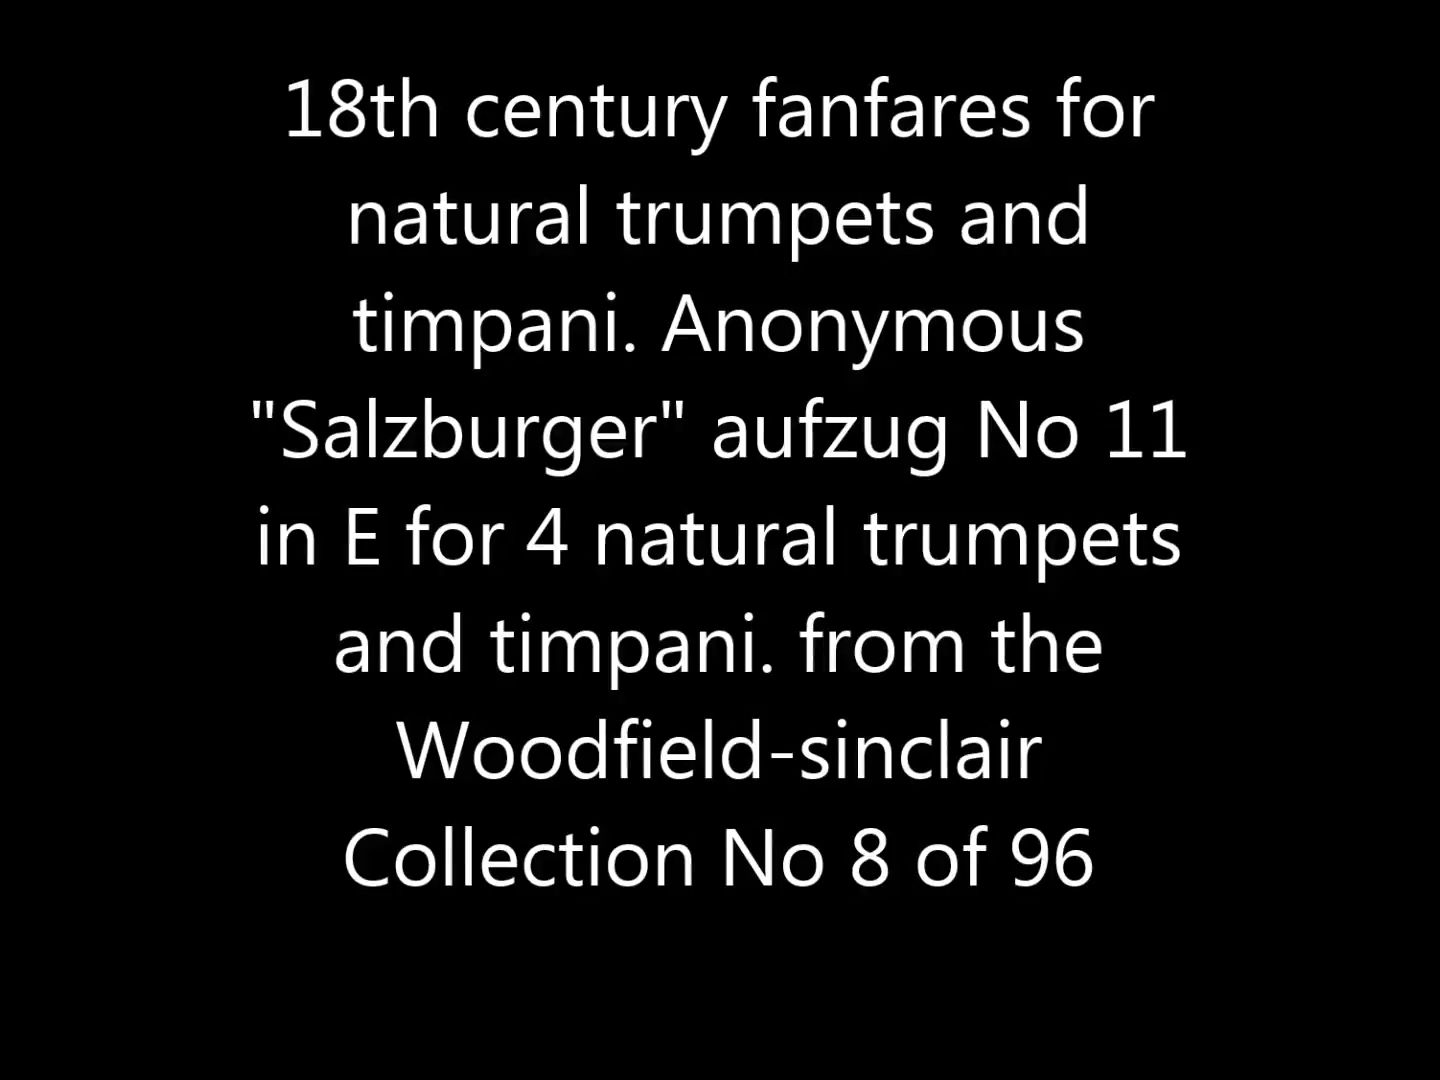 18th century fanfares for
natural trumpets and
timpani. Anonymous
"Salzburger" aufzug No 11
in E for 4 natural trumpets
and timpani. from the
Woodfield-sinclair
Collection No 8 of 96